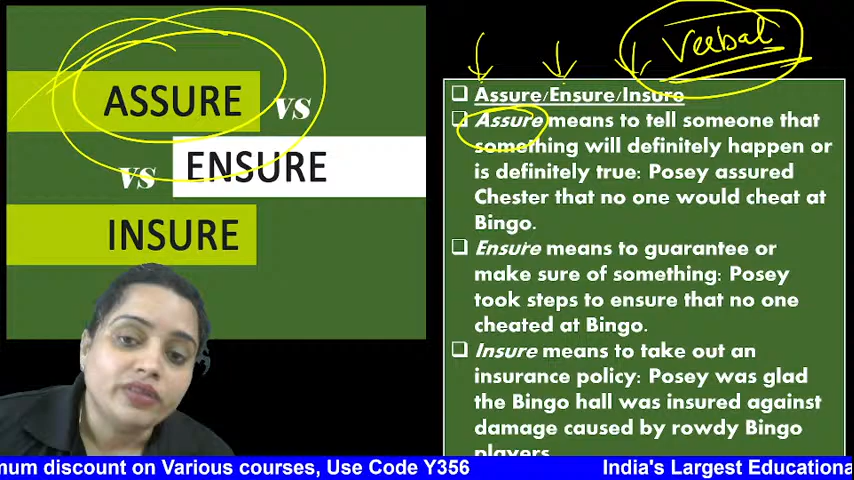 ASSURE
vs
vs
ENSURE
INSURE
Verbal
❑ Assure/Ensure/Insure
❑ Assure means to tell someone that
something will definitely happen or
is definitely true: Posey assured
Chester that no one would cheat at
Bingo.
❑ Ensure means to guarantee or
make sure of something: Posey
took steps to ensure that no one
cheated at Bingo.
❑ Insure means to take out an
insurance policy: Posey was glad
the Bingo hall was insured against
damage caused by rowdy Bingo
players
num discount on Various courses, Use Code Y356
India's Largest Educationa